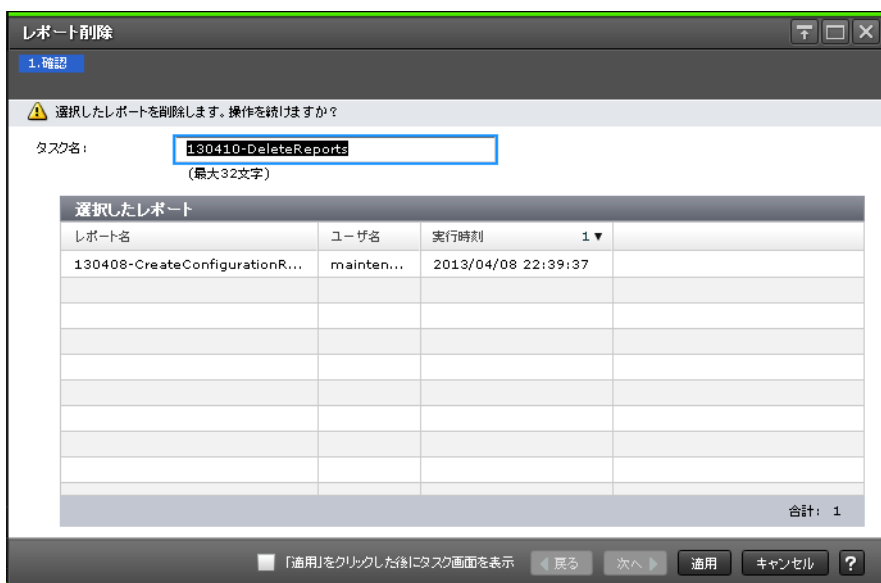 レポート削除
1.確認
選択したレポートを削除します。操作を続けますか？
タスク名： 130410-DeleteReports
(最大32文字)
選択したレポート
レポート名 ユーザ名 実行時刻 1▼
130408-CreateConfigurationR... mainten... 2013/04/08 22:39:37
合計： 1
「適用」をクリックした後にタスク画面を表示 ◀戻る 次へ▶ 適用 キャンセル ?